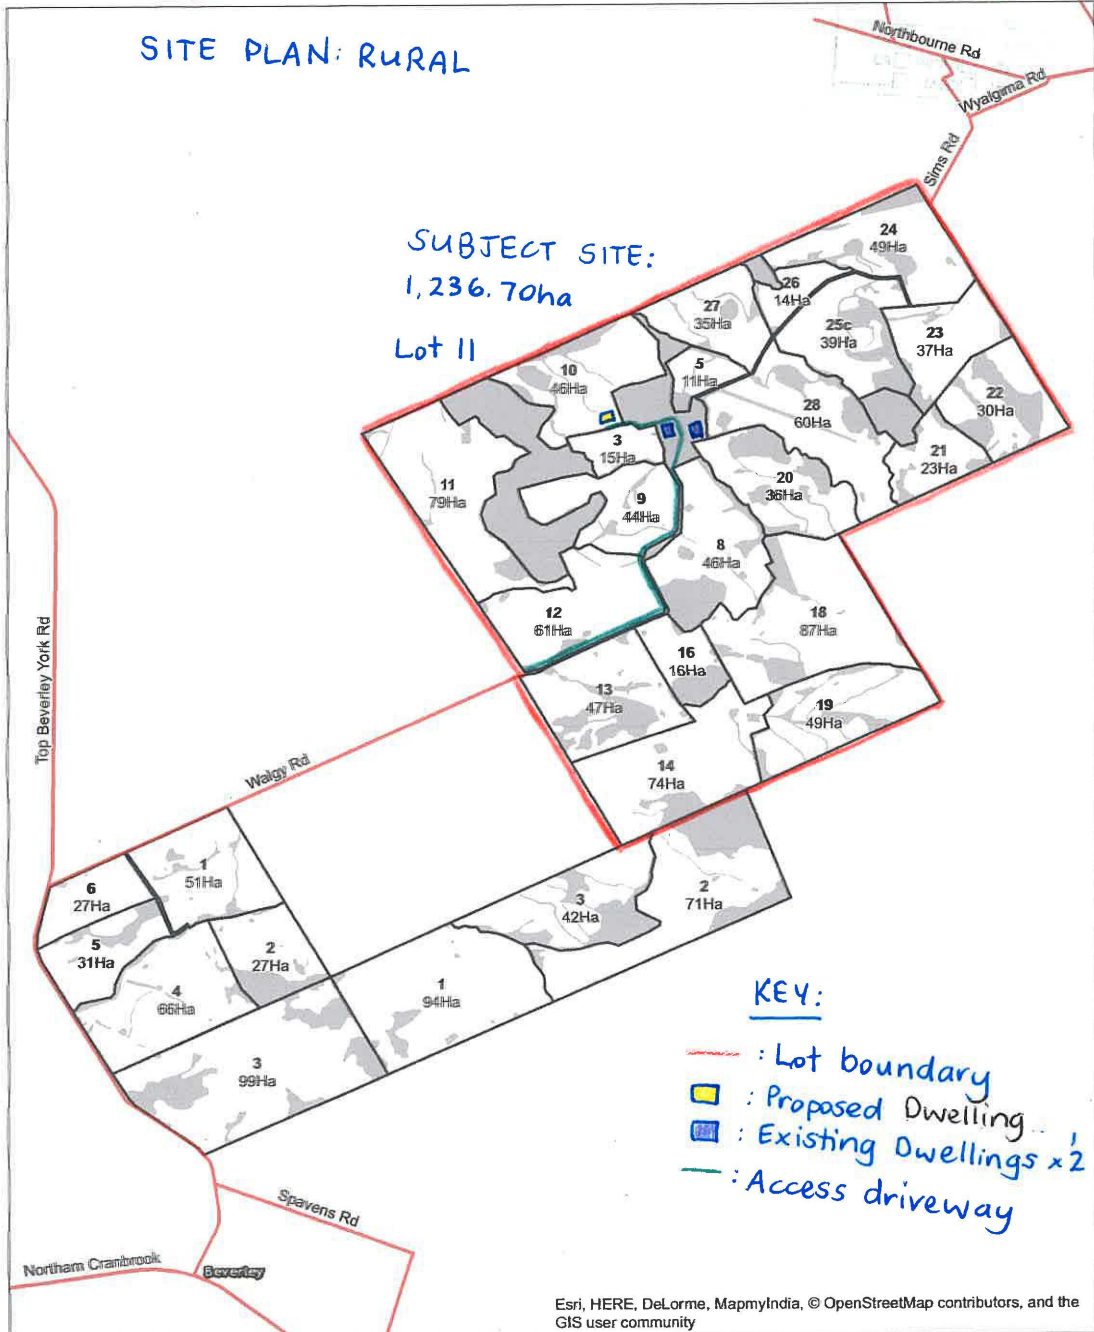 SITE PLAN: RURAL
Northbourne Rd
Wyalgima Rd
Sims Rd
SUBJECT SITE:
1,236.70ha
Lot 11
24
49Ha
26
14Ha
27
35Ha
25c
39Ha
23
37Ha
5
11Ha
10
46Ha
22
30Ha
28
60Ha
3
15Ha
21
23Ha
11
79Ha
20
36Ha
9
44Ha
8
46Ha
12
61Ha
18
87Ha
16
16Ha
13
47Ha
19
49Ha
14
74Ha
Top Beverley York Rd
Walgy Rd
1
51Ha
6
27Ha
2
71Ha
3
42Ha
5
31Ha
2
27Ha
4
65Ha
1
94Ha
3
99Ha
KEY:
: Lot boundary
: Proposed Dwelling
: Existing Dwellings x 2
: Access driveway
Spavens Rd
Northam Cranbrook
Beverley
Esri, HERE, DeLorme, MapmyIndia, © OpenStreetMap contributors, and the
GIS user community